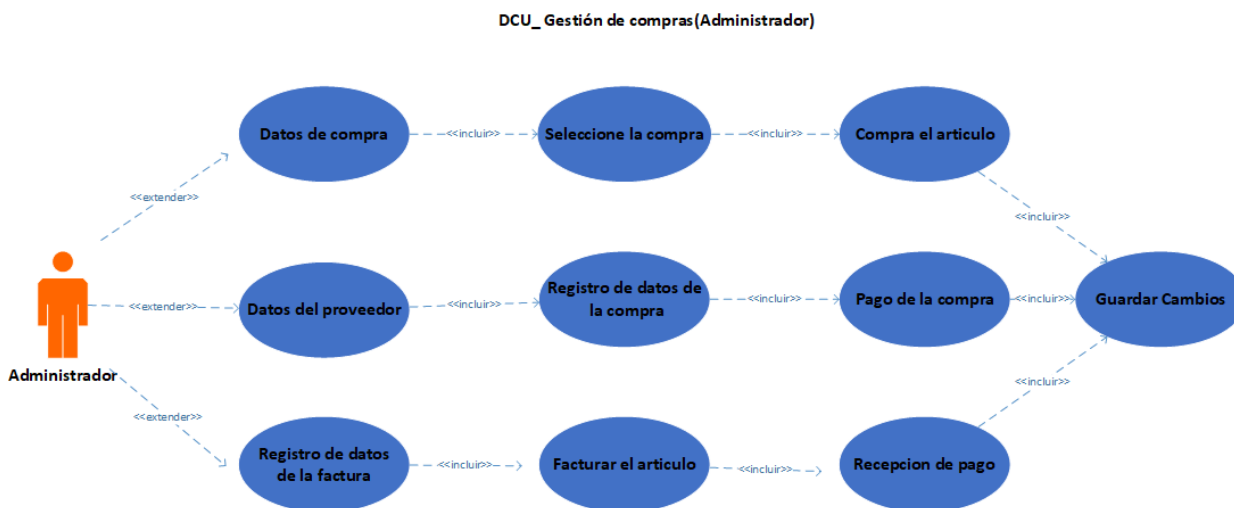 DCU_ Gestión de compras(Administrador)
Datos de compra
<<incluir>>
Seleccione la compra
<<incluir>>
Compra el articulo
<<extender>>
<<incluir>>
Administrador
<<extender>>
Datos del proveedor
<<incluir>>
Registro de datos de
la compra
<<incluir>>
Pago de la compra
<<incluir>>
Guardar Cambios
<<extender>>
<<incluir>>
Registro de datos
de la factura
<<incluir>>
Facturar el articulo
<<incluir>>
Recepcion de pago